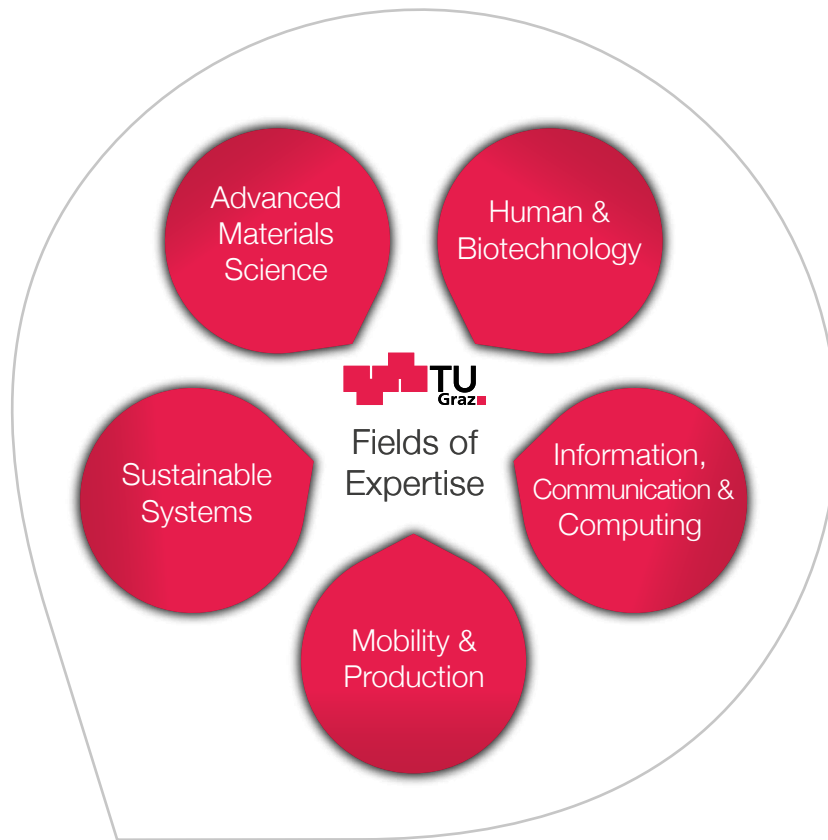 Advanced
Materials
Science
Human &
Biotechnology
TU
Graz
Fields of
Expertise
Sustainable
Systems
Information,
Communication &
Computing
Mobility &
Production